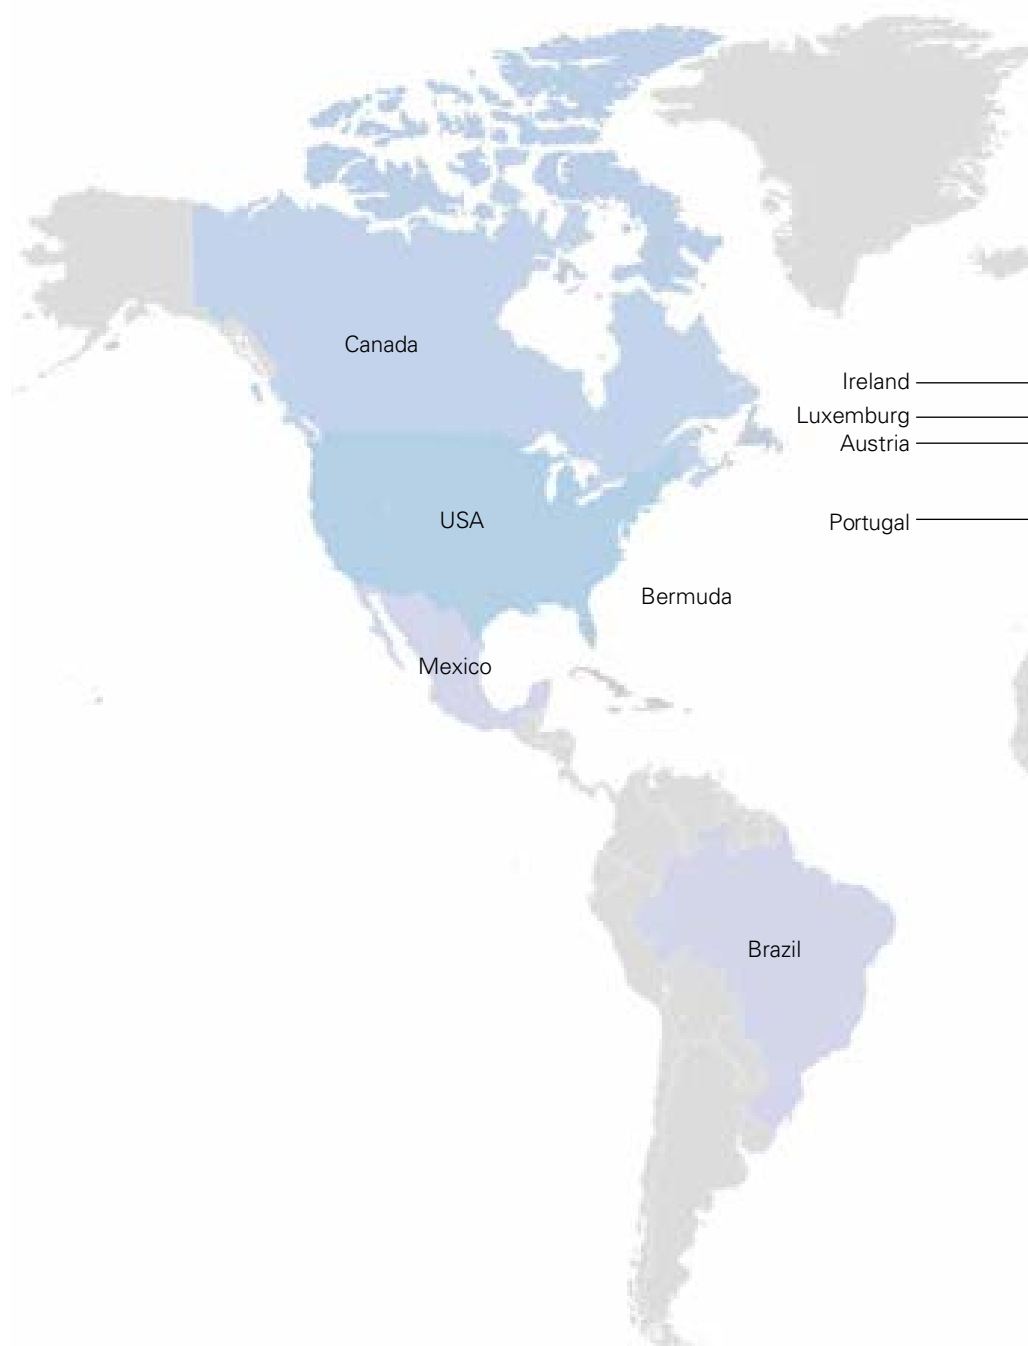 Canada
Ireland
Luxemburg
Austria
USA
Portugal
Bermuda
Mexico
Brazil